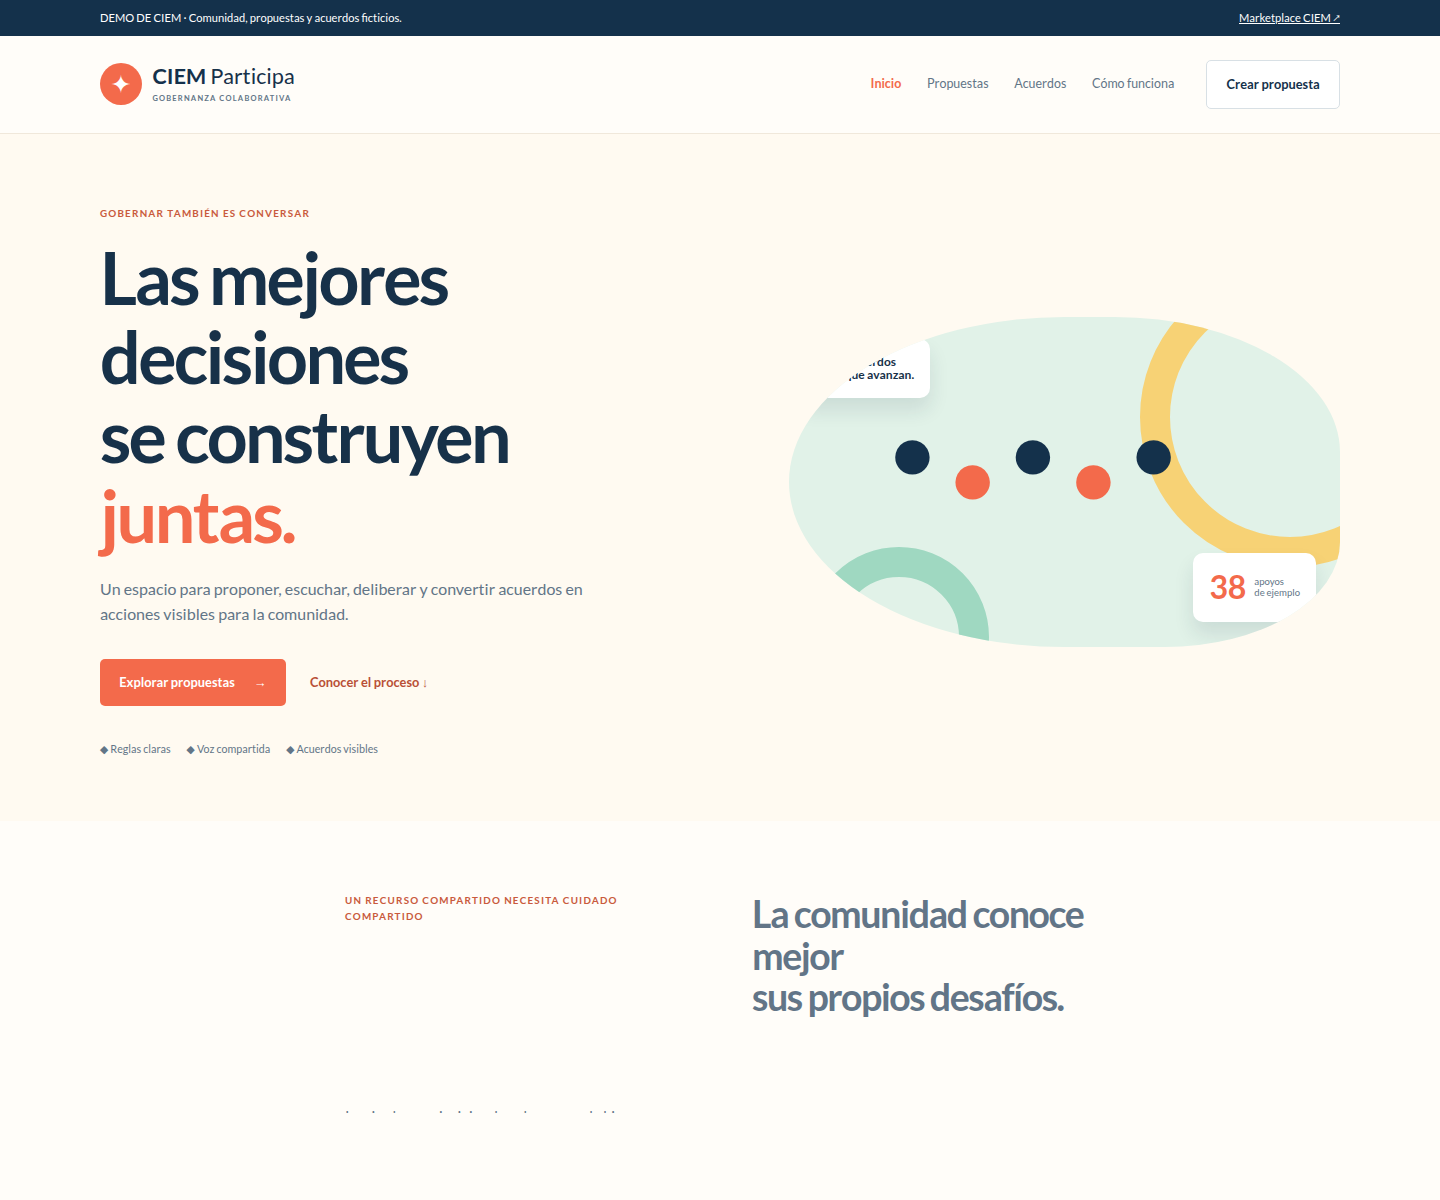 DEMO DE CIEM · Comunidad, propuestas y acuerdos ficticios.
Marketplace CIEM ↗
CIEM Participa
GOBERNANZA COLABORATIVA
Inicio
Propuestas
Acuerdos
Cómo funciona
Crear propuesta
GOBERNAR TAMBIÉN ES CONVERSAR
Las mejores
decisiones
se construyen
juntas.
Un espacio para proponer, escuchar, deliberar y convertir acuerdos en
acciones visibles para la comunidad.
Explorar propuestas →
Conocer el proceso ↓
◆ Reglas claras ◆ Voz compartida ◆ Acuerdos visibles
avanzan.
38 apoyos
de ejemplo
UN RECURSO COMPARTIDO NECESITA CUIDADO
COMPARTIDO
La comunidad conoce
mejor
sus propios desafíos.